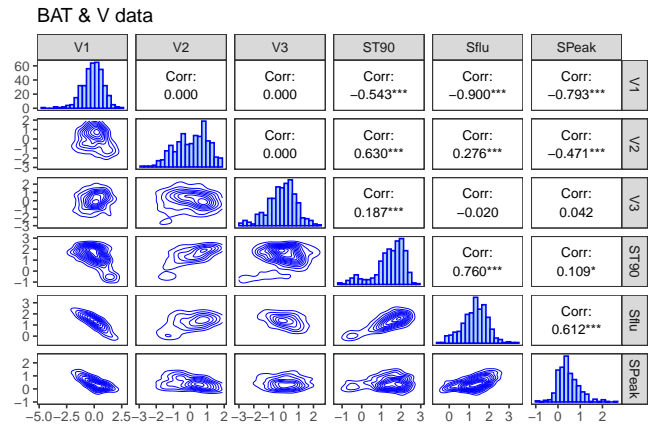 BAT & V data
V1 V2 V3 ST90 Sflu SPeak
60
40
20
0
Corr:
0.000
Corr:
0.000
Corr:
−0.543***
Corr:
−0.900***
Corr:
−0.793***
V1
2
1
0
−1
−2
−3
Corr:
0.000
Corr:
0.630***
Corr:
0.276***
Corr:
−0.471***
V2
2
1
0
−1
−2
−3
Corr:
0.187***
Corr:
−0.020
Corr:
0.042
V3
3
2
1
0
−1
Corr:
0.760***
Corr:
0.109*
ST90
3
2
1
0
Corr:
0.612***
Sflu
2
1
0
−1
SPeak
−5.0 −2.5 0.0 2.5 −3 −2 −1 0 1 2 −3 −2 −1 0 1 2 −1 0 1 2 3 0 1 2 3 −1 0 1 2